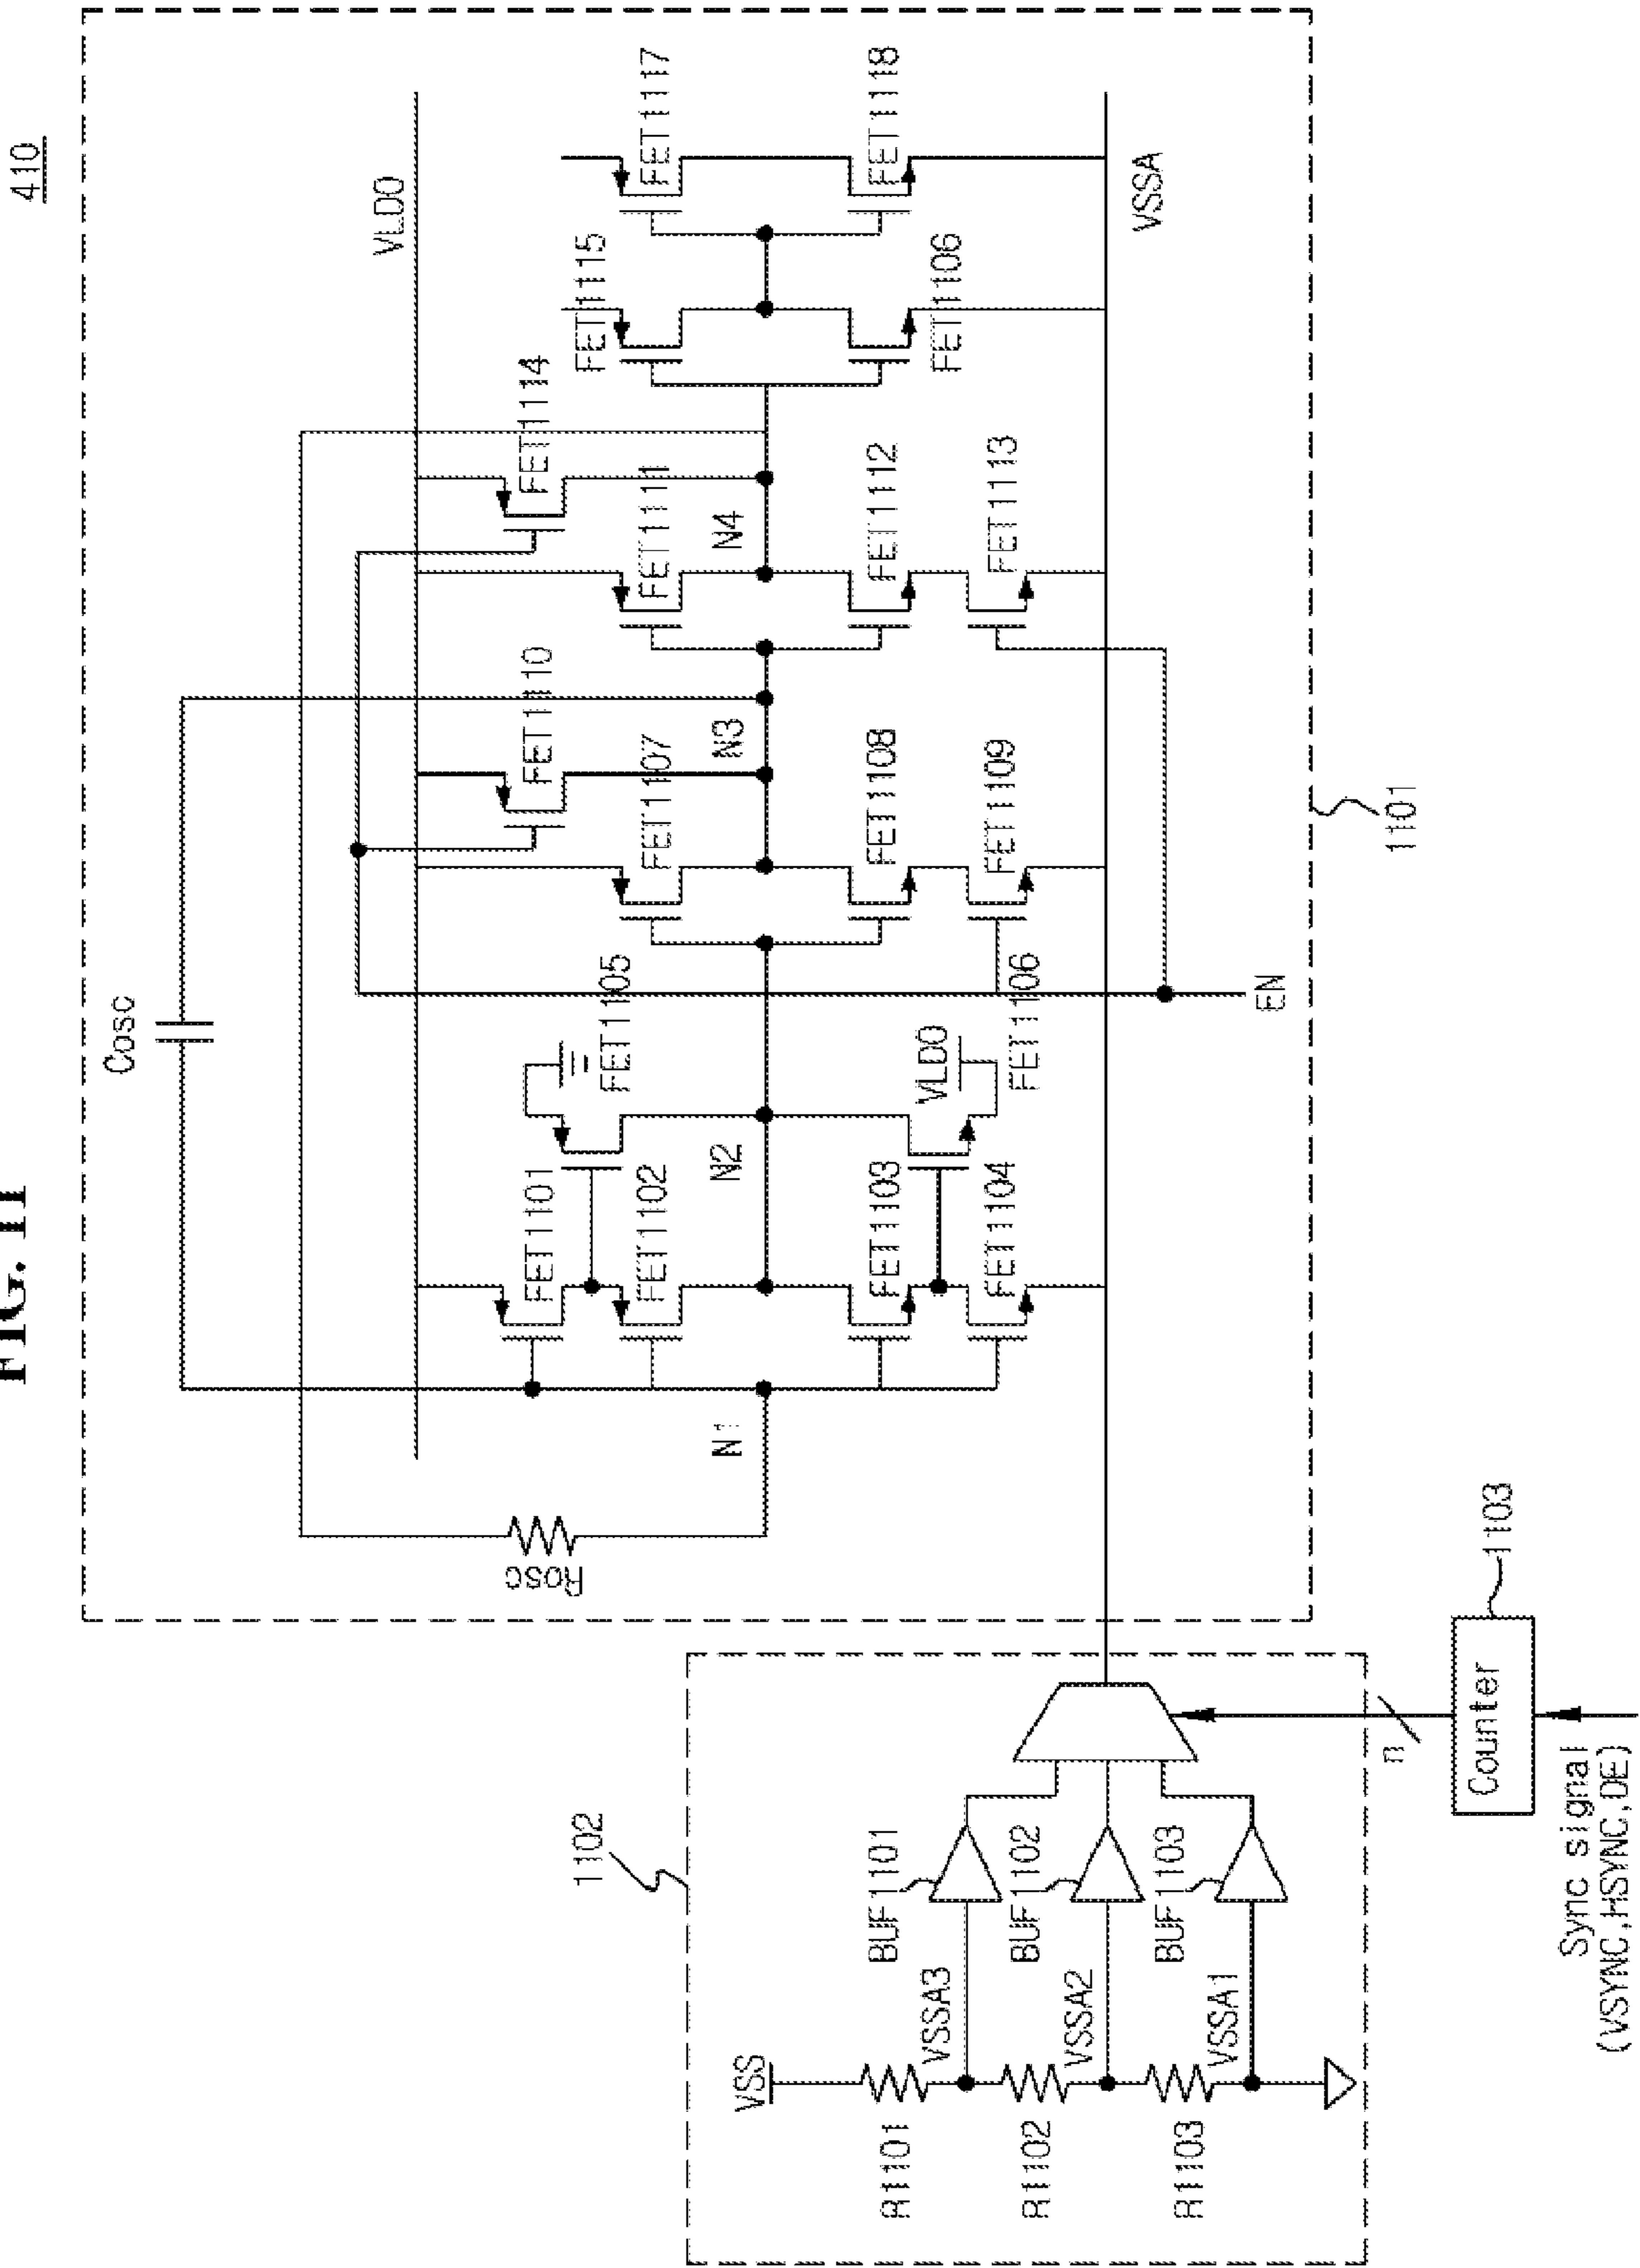 FIG. 11
410
Cosc
VLDO
Rosc
FET1101
FET1102
FET1103
FET1104
FET1105
FET1106
VLDO
N1
N2
N3
N4
FET1107
FET1108
FET1109
FET1110
FET1111
FET1112
FET1113
FET1114
FET1115
FET1106
FET1117
FET1118
VSSA
EN
1101
1102
VSS
R1101
R1102
R1103
VSSA3
VSSA2
VSSA1
BUF1101
BUF1102
BUF1103
n
Counter
1103
Sync signal
(VSYNC,HSYNC,DE)